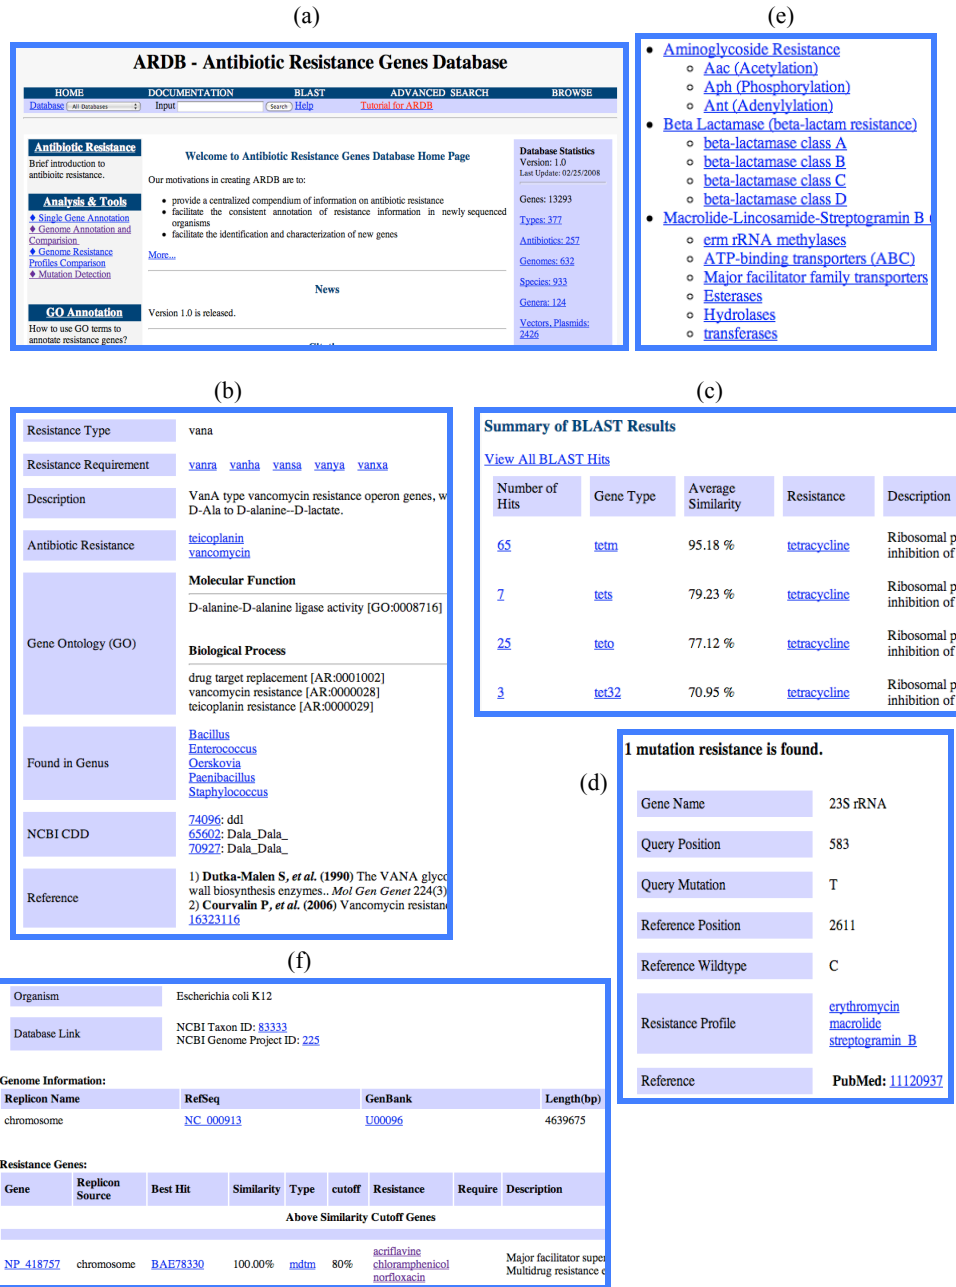 (a)
ARDB - Antibiotic Resistance Genes Database
HOME DOCUMENTATION BLAST ADVANCED SEARCH BROWSE
Database All Databases Input Search Help Tutorial for ARDB
Antibiotic Resistance
Brief introduction to
antibioitc resistance.
Analysis & Tools
♦ Single Gene Annotation
♦ Genome Annotation and
Comparision
♦ Genome Resistance
Profiles Comparison
♦ Mutation Detection
GO Annotation
How to use GO terms to
annotate resistance genes?
Welcome to Antibiotic Resistance Genes Database Home Page
Our motivations in creating ARDB are to:
• provide a centralized compendium of information on antibiotic resistance
• facilitate the consistent annotation of resistance information in newly sequenced
organisms
• facilitate the identification and characterization of new genes
More...
News
Version 1.0 is released.
Database Statistics
Version: 1.0
Last Update: 02/25/2008
Genes: 13293
Types: 377
Antibiotics: 257
Genomes: 632
Species: 933
Genera: 124
Vectors, Plasmids:
2426
(e)
• Aminoglycoside Resistance
○ Aac (Acetylation)
○ Aph (Phosphorylation)
○ Ant (Adenylylation)
• Beta Lactamase (beta-lactam resistance)
○ beta-lactamase class A
○ beta-lactamase class B
○ beta-lactamase class C
○ beta-lactamase class D
• Macrolide-Lincosamide-Streptogramin B (
○ erm rRNA methylases
○ ATP-binding transporters (ABC)
○ Major facilitator family transporters
○ Esterases
○ Hydrolases
○ transferases
(b)
Resistance Type vana
Resistance Requirement vanra vanha vansa vanya vanxa
Description VanA type vancomycin resistance operon genes, w
D-Ala to D-alanine--D-lactate.
Antibiotic Resistance teicoplanin
vancomycin
Gene Ontology (GO)
Molecular Function
D-alanine-D-alanine ligase activity [GO:0008716]
Biological Process
drug target replacement [AR:0001002]
vancomycin resistance [AR:0000028]
teicoplanin resistance [AR:0000029]
Found in Genus
Bacillus
Enterococcus
Oerskovia
Paenibacillus
Staphylococcus
NCBI CDD
74096: ddl
65602: Dala_Dala_
70927: Dala_Dala_
Reference
1) Dutka-Malen S, et al. (1990) The VANA glyco
wall biosynthesis enzymes.. Mol Gen Genet 224(3)
2) Courvalin P, et al. (2006) Vancomycin resistan
16323116
(c)
Summary of BLAST Results
View All BLAST Hits
Number of Hits Gene Type Average Similarity Resistance Description
65 tetm 95.18 % tetracycline Ribosomal p
inhibition of
7 tets 79.23 % tetracycline Ribosomal p
inhibition of
25 teto 77.12 % tetracycline Ribosomal p
inhibition of
3 tet32 70.95 % tetracycline Ribosomal p
inhibition of
(d)
1 mutation resistance is found.
Gene Name 23S rRNA
Query Position 583
Query Mutation T
Reference Position 2611
Reference Wildtype C
Resistance Profile erythromycin
macrolide
streptogramin_B
Reference PubMed: 11120937
(f)
Organism Escherichia coli K12
Database Link NCBI Taxon ID: 83333
NCBI Genome Project ID: 225
Genome Information:
Replicon Name RefSeq GenBank Length(bp)
chromosome NC_000913 U00096 4639675
Resistance Genes:
Gene Replicon Source Best Hit Similarity Type cutoff Resistance Require Description
Above Similarity Cutoff Genes
NP_418757 chromosome BAE78330 100.00% mdtm 80% acriflavine
chloramphenicol
norfloxacin
Major facilitator super
Multidrug resistance e